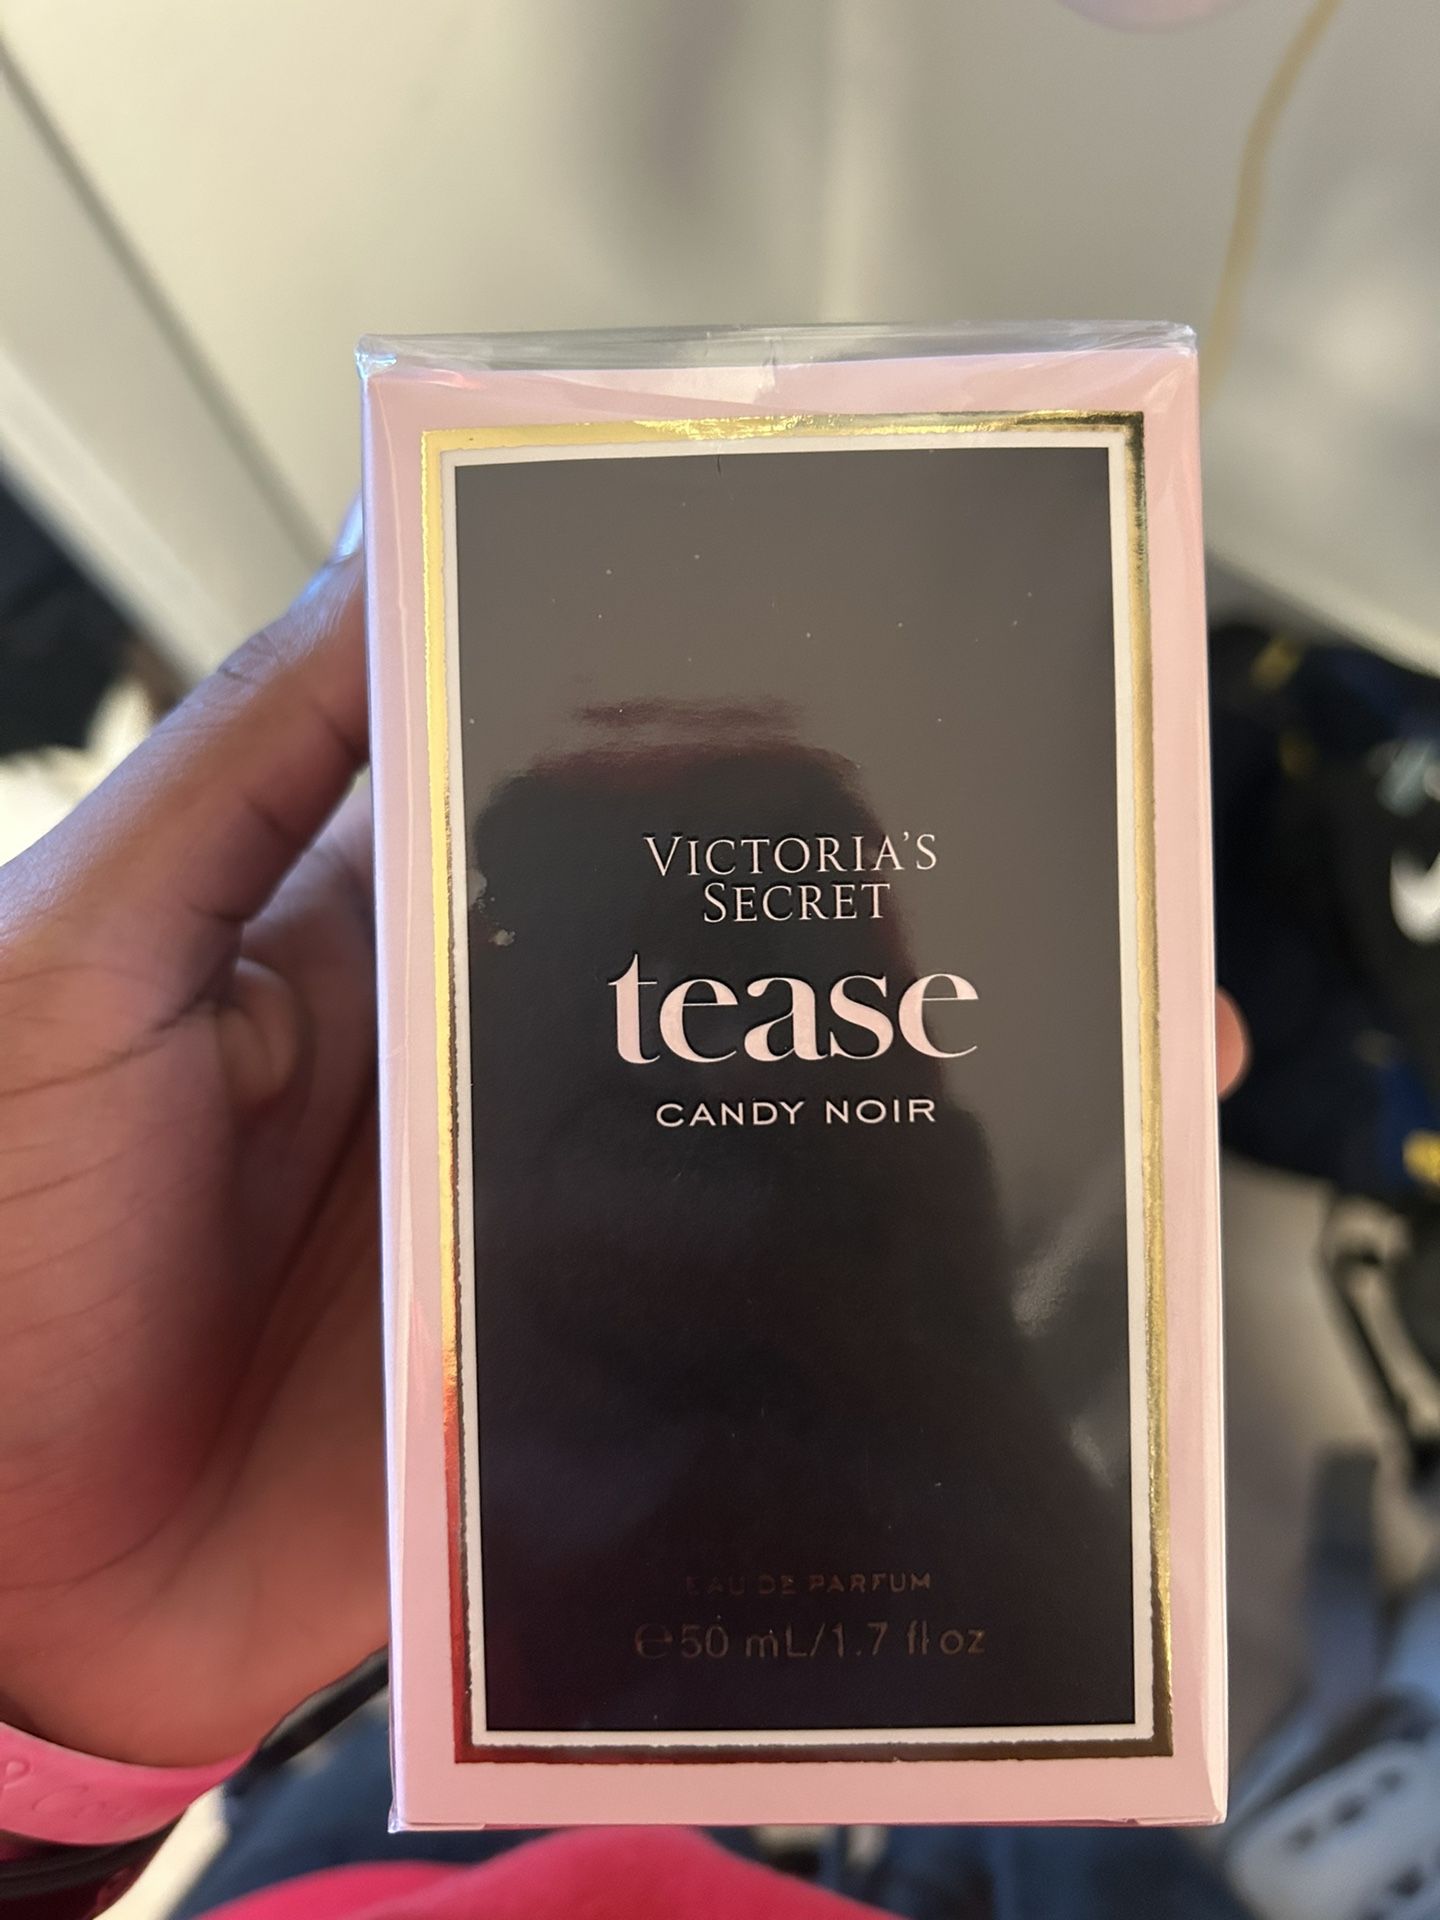 VICTORIA'S
SECRET
tease
CANDY NOIR
EAU DE PARFUM
℮50 mL/1.7 fl oz